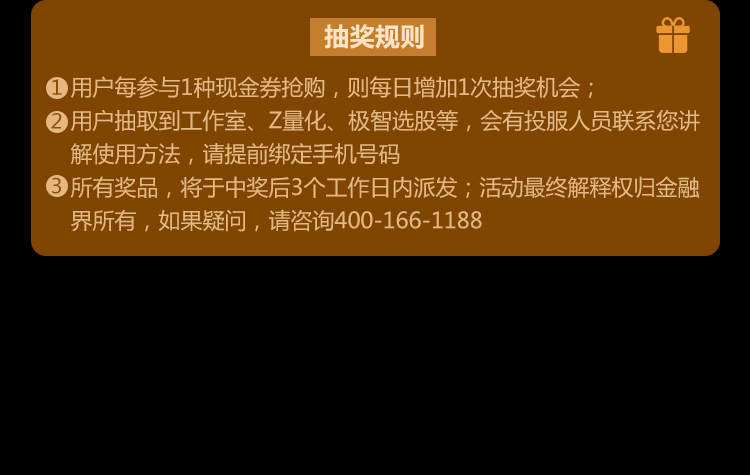 抽奖规则
①用户每参与1种现金券抢购，则每日增加1次抽奖机会；
②用户抽取到工作室、Z量化、极智选股等，会有投服人员联系您讲
解使用方法，请提前绑定手机号码
③所有奖品，将于中奖后3个工作日内派发；活动最终解释权归金融
界所有，如果疑问，请咨询400-166-1188